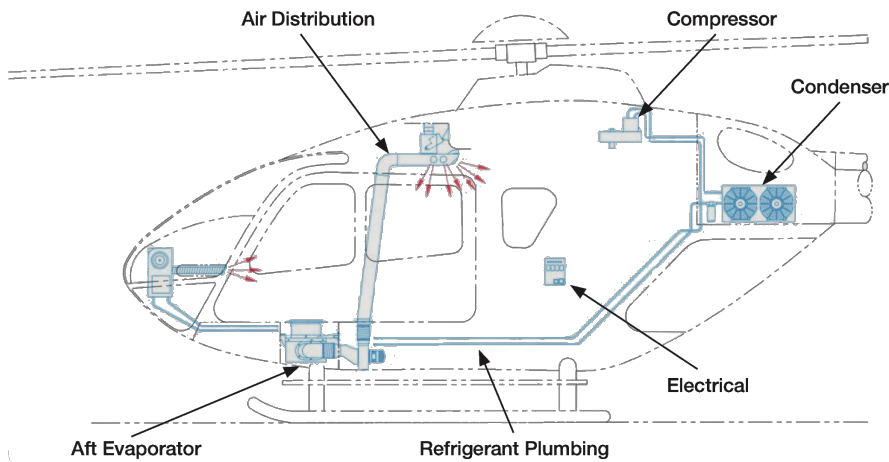 Air Distribution
Compressor
Condenser
Electrical
Aft Evaporator
Refrigerant Plumbing